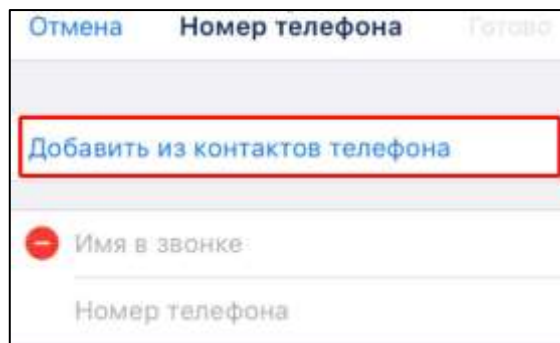 Отмена Номер телефона Готово
Добавить из контактов телефона
Имя в звонке
Номер телефона